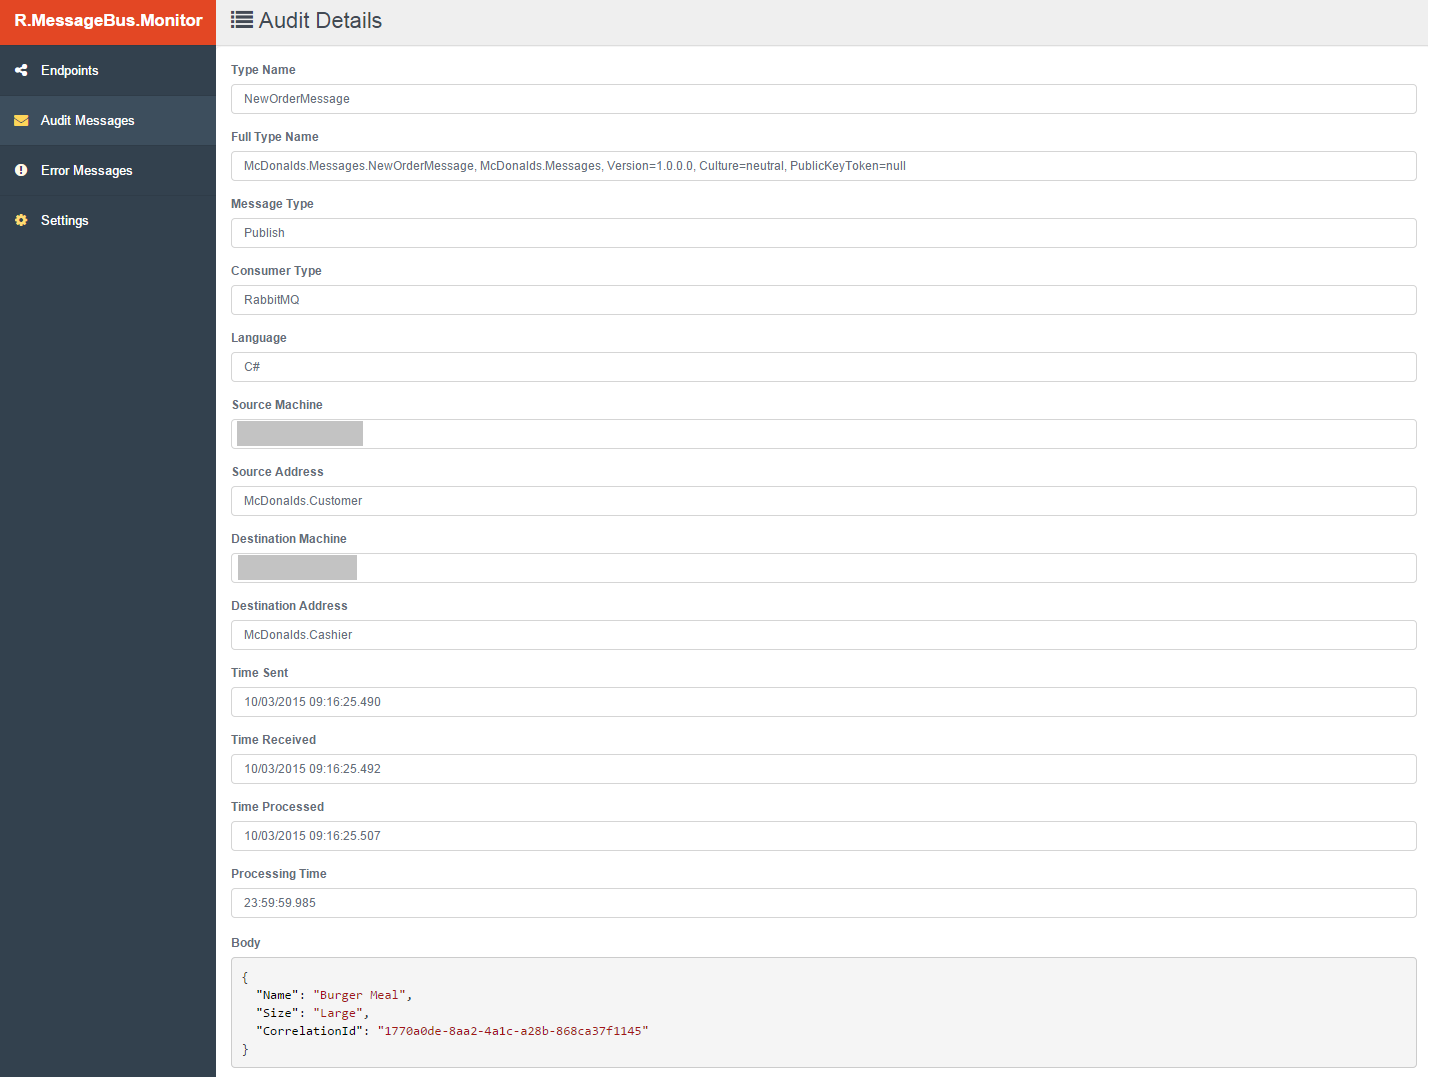 R.MessageBus.Monitor
Audit Details
Endpoints
Audit Messages
Error Messages
Settings
Type Name
NewOrderMessage
Full Type Name
McDonalds.Messages.NewOrderMessage, McDonalds.Messages, Version=1.0.0.0, Culture=neutral, PublicKeyToken=null
Message Type
Publish
Consumer Type
RabbitMQ
Language
C#
Source Machine
Source Address
McDonalds.Customer
Destination Machine
Destination Address
McDonalds.Cashier
Time Sent
10/03/2015 09:16:25.490
Time Received
10/03/2015 09:16:25.492
Time Processed
10/03/2015 09:16:25.507
Processing Time
23:59:59.985
Body
{
"Name": "Burger Meal",
"Size": "Large",
"CorrelationId": "1770a0de-8aa2-4a1c-a28b-868ca37f1145"
}